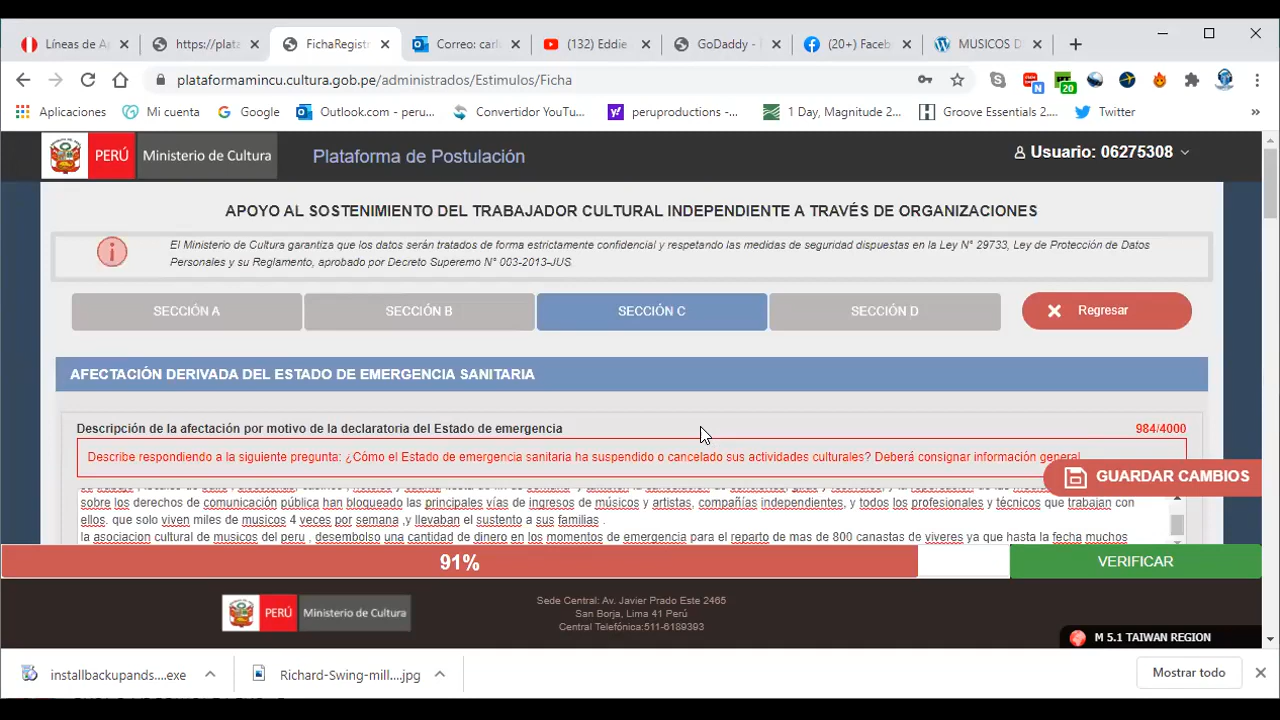 Líneas de Ap
https://plata
FichaRegistr
Correo: carl
(132) Eddie
GoDaddy -
(20+) Faceb
MUSICOS D
plataformamincu.cultura.gob.pe/administrados/Estimulos/Ficha
N
20
Aplicaciones
Mi cuenta
Google
Outlook.com - peru...
Convertidor YouTu...
peruproductions -...
1 Day, Magnitude 2...
Groove Essentials 2....
Twitter
»
PERÚ
Ministerio de Cultura
Plataforma de Postulación
Usuario: 06275308
APOYO AL SOSTENIMIENTO DEL TRABAJADOR CULTURAL INDEPENDIENTE A TRAVÉS DE ORGANIZACIONES
El Ministerio de Cultura garantiza que los datos serán tratados de forma estrictamente confidencial y respetando las medidas de seguridad dispuestas en la Ley N° 29733, Ley de Protección de Datos
Personales y su Reglamento, aprobado por Decreto Superemo N° 003-2013-JUS.
SECCIÓN A
SECCIÓN B
SECCIÓN C
SECCIÓN D
Regresar
AFECTACIÓN DERIVADA DEL ESTADO DE EMERGENCIA SANITARIA
Descripción de la afectación por motivo de la declaratoria del Estado de emergencia
984/4000
Describe respondiendo a la siguiente pregunta: ¿Cómo el Estado de emergencia sanitaria ha suspendido o cancelado sus actividades culturales? Deberá consignar información general.
GUARDAR CAMBIOS
sobre los derechos de comunicación pública han bloqueado las principales vías de ingresos de músicos y artistas, compañías independientes, y todos los profesionales y técnicos que trabajan con
ellos. que solo viven miles de musicos 4 veces por semana ,y llevaban el sustento a sus familias .
la asociacion cultural de musicos del peru , desembolso una cantidad de dinero en los momentos de emergencia para el reparto de mas de 800 canastas de viveres ya que hasta la fecha muchos
91%
VERIFICAR
PERÚ
Ministerio de Cultura
Sede Central: Av. Javier Prado Este 2465
San Borja, Lima 41 Perú
Central Telefónica:511-6189393
M 5.1 TAIWAN REGION
installbackupands....exe
Richard-Swing-mill....jpg
Mostrar todo